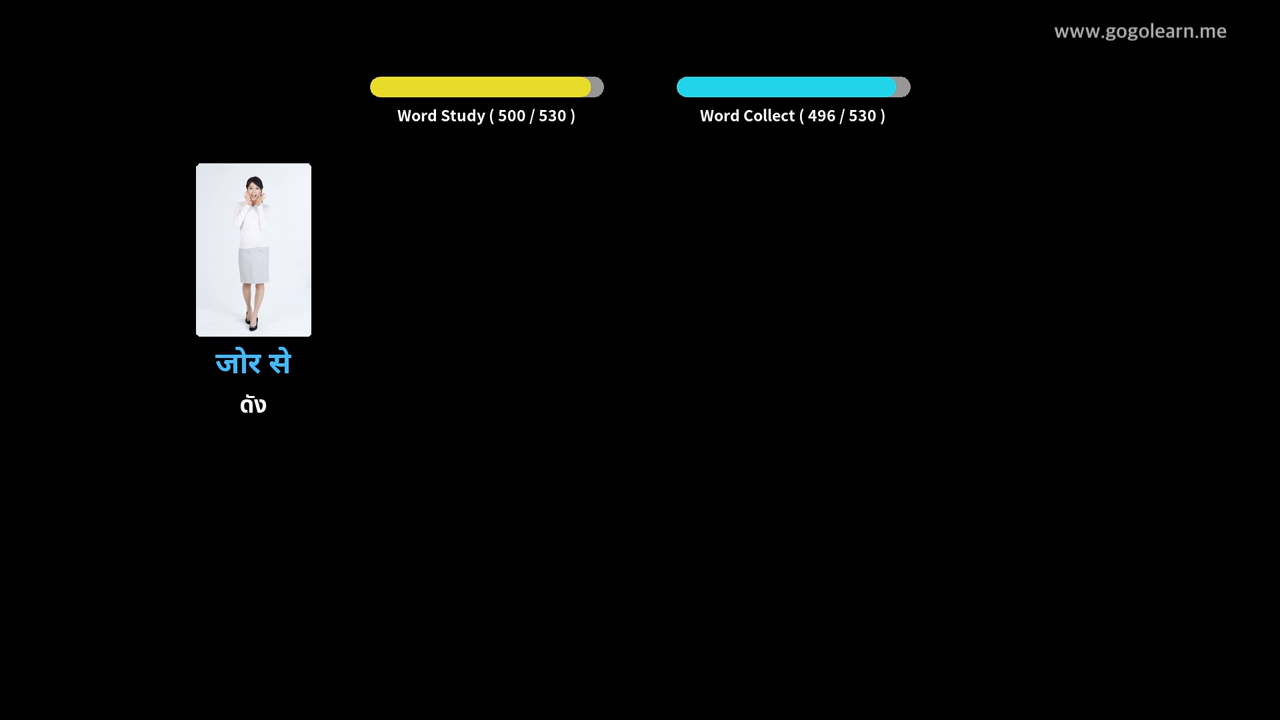 www.gogolearn.me
Word Study ( 500 / 530 )
Word Collect ( 496 / 530 )
जोर से
ดัง